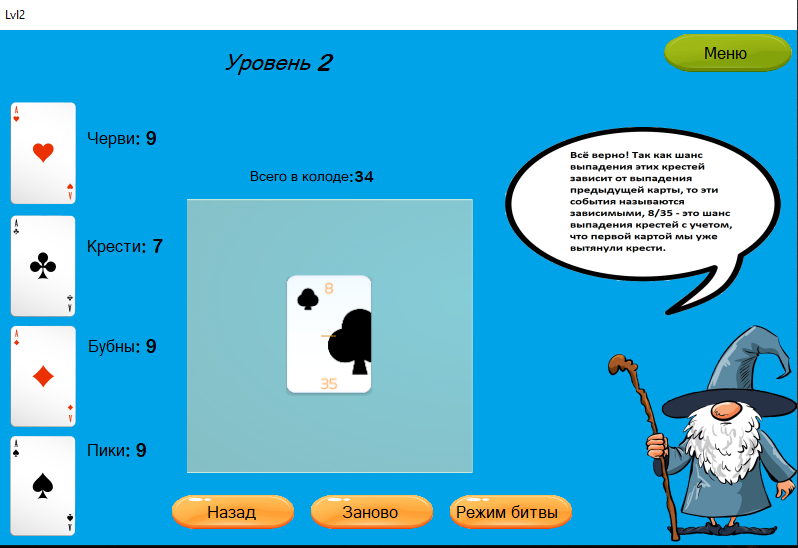 Lvl2
Уровень 2
Меню
Черви: 9
Крести: 7
Бубны: 9
Пики: 9
Всего в колоде:34
8
35
Всё верно! Так как шанс
выпадения этих крестей
зависит от выпадения
предыдущей карты, то эти
события называются
зависимыми, 8/35 - это шанс
выпадения крестей с учетом,
что первой картой мы уже
вытянули крести.
Назад
Заново
Режим битвы